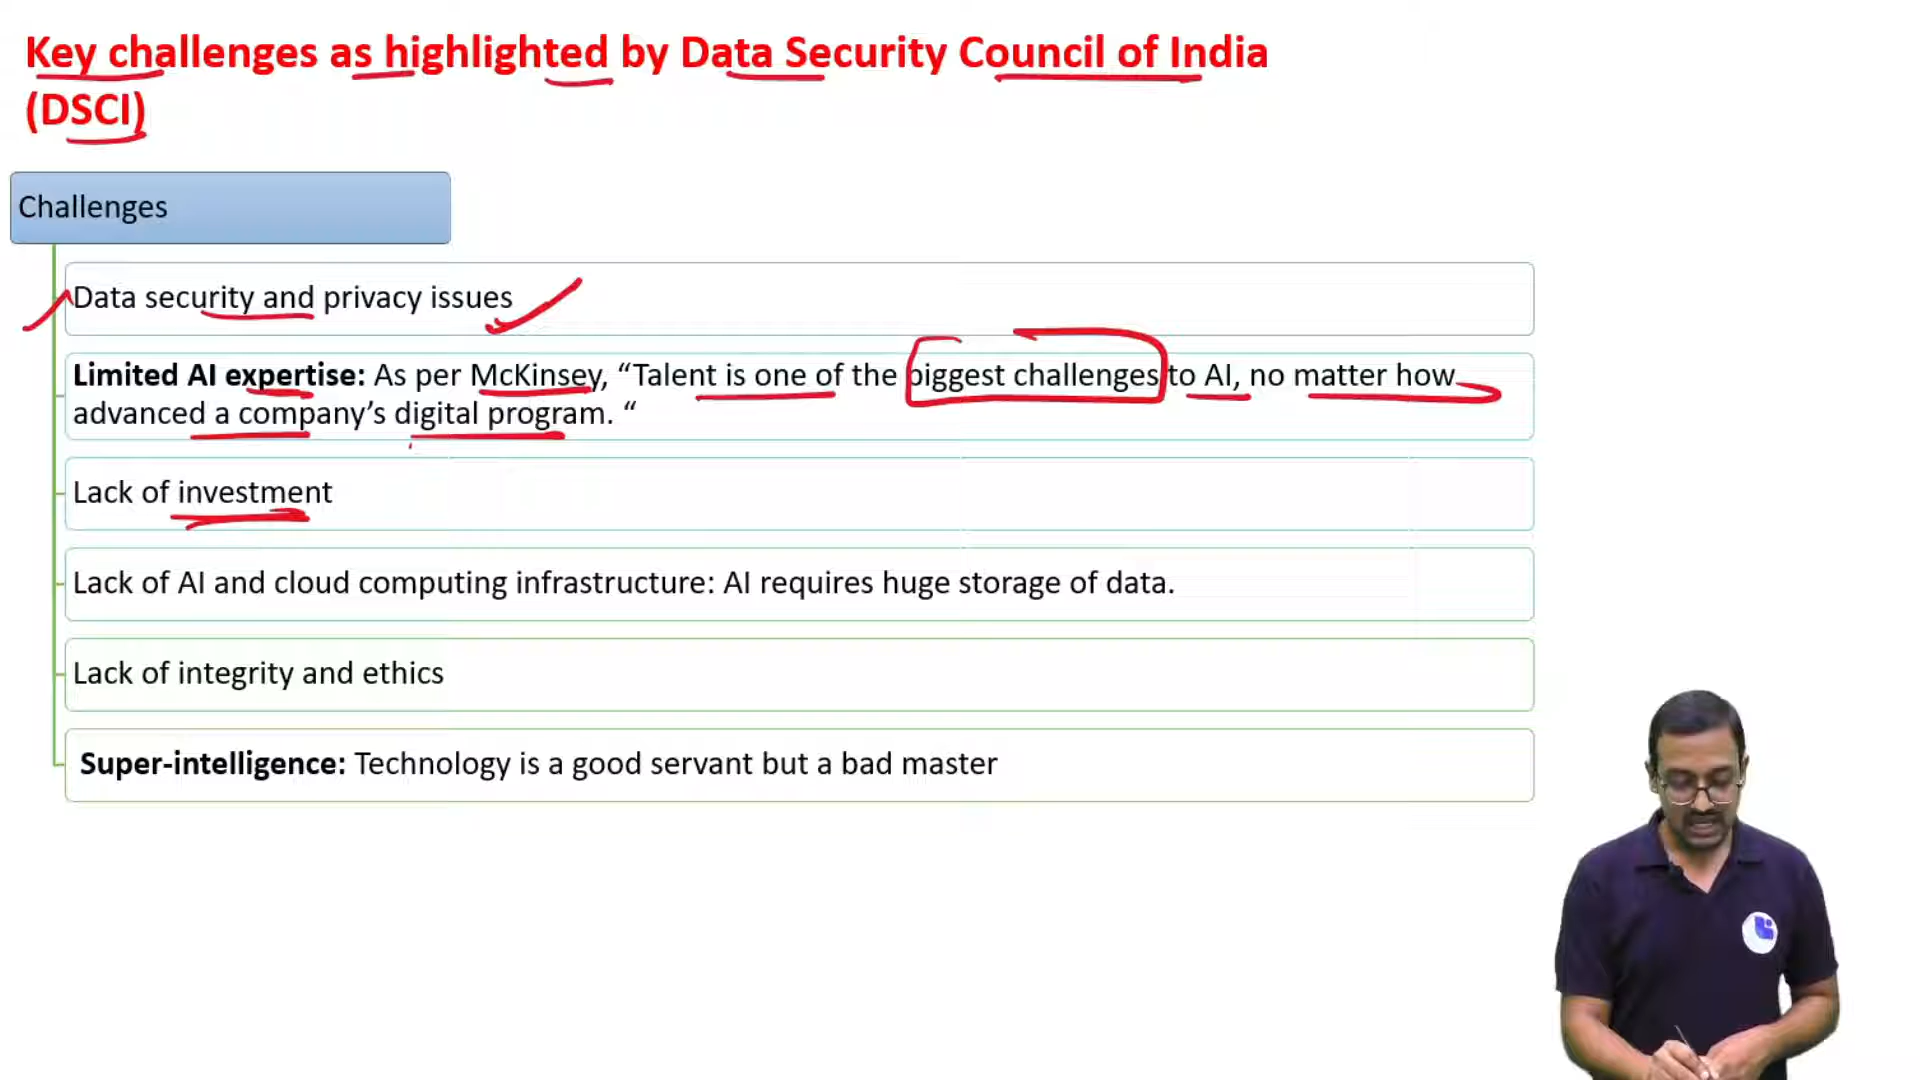 Key challenges as highlighted by Data Security Council of India
(DSCI)
Challenges
Data security and privacy issues
Limited AI expertise: As per McKinsey, “Talent is one of the biggest challenges to AI, no matter how
advanced a company’s digital program. “
Lack of investment
Lack of AI and cloud computing infrastructure: AI requires huge storage of data.
Lack of integrity and ethics
Super-intelligence: Technology is a good servant but a bad master